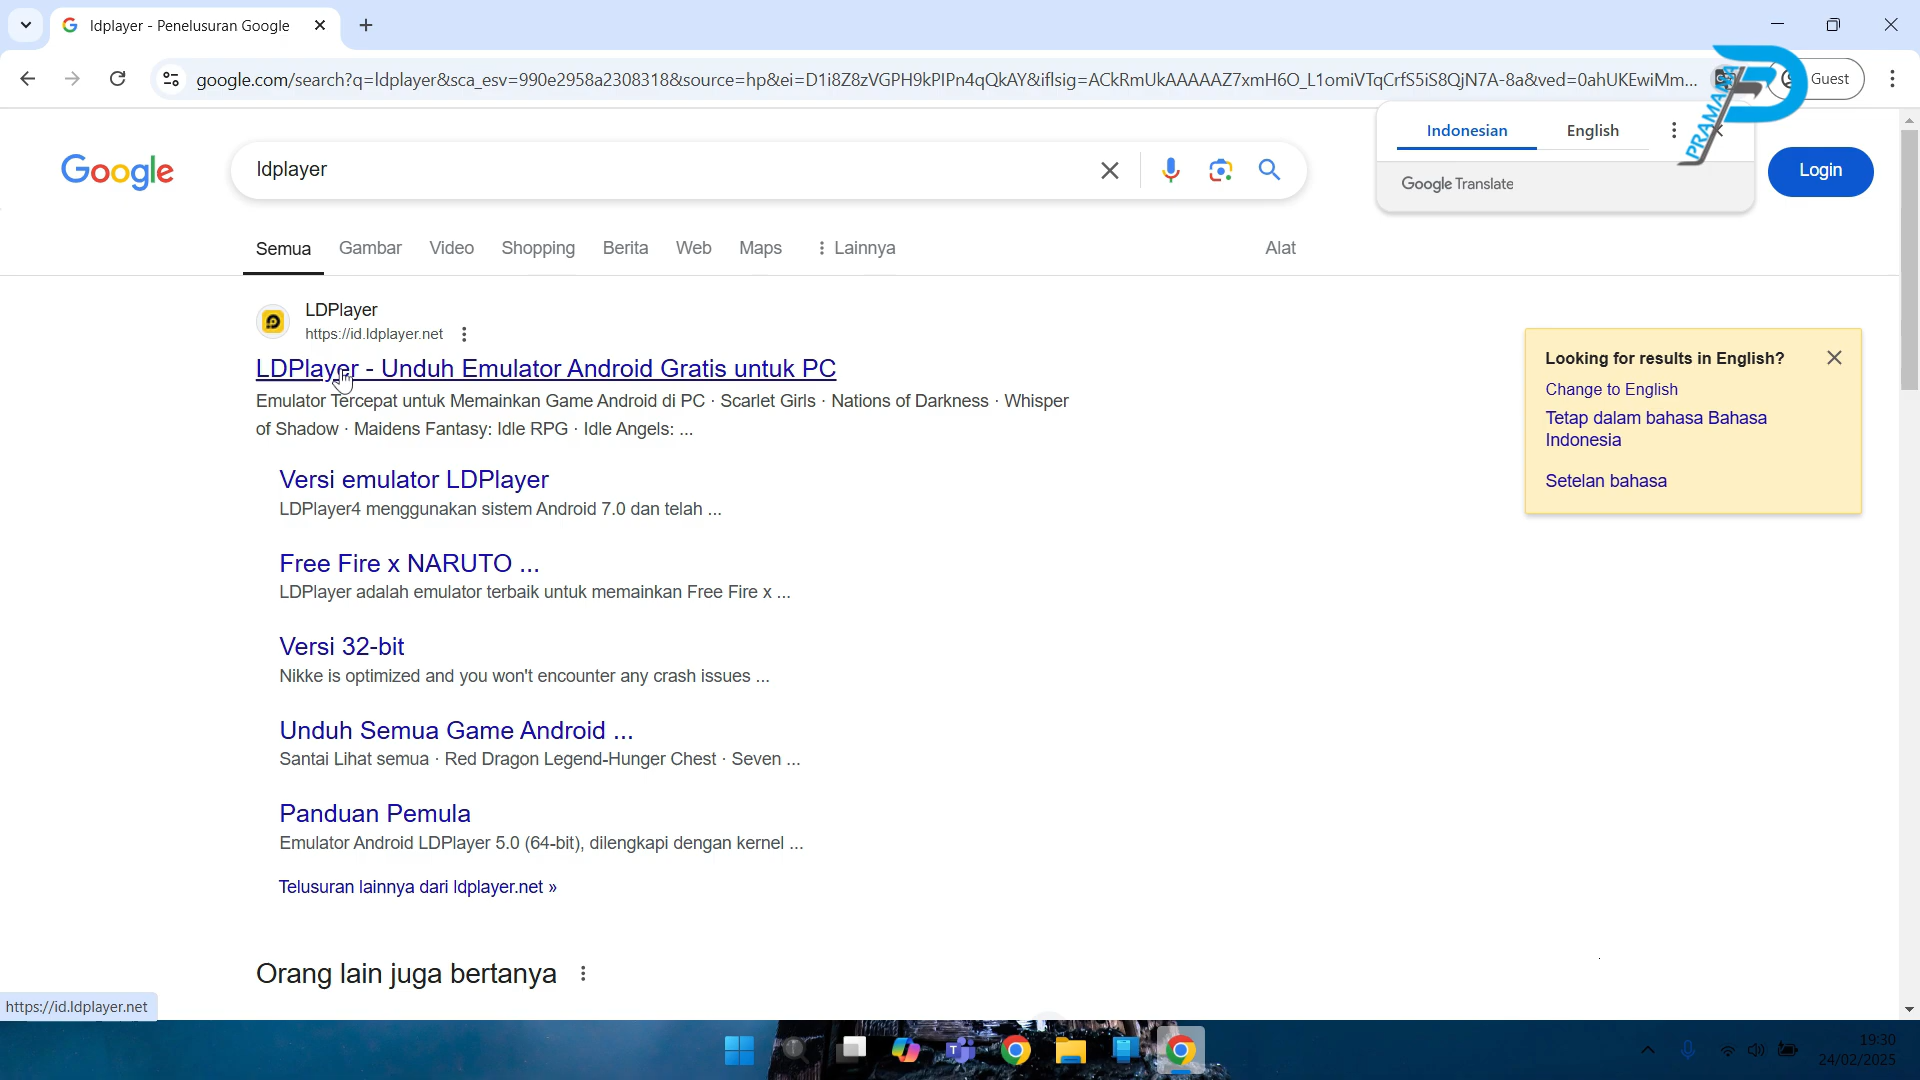 ldplayer - Penelusuran Google
google.com/search?q=ldplayer&sca_esv=990e2958a2308318&source=hp&ei=D1i8Z8zVGPH9kPIPn4qQkAY&iflsig=ACkRmUkAAAAAZ7xmH6O_L1omiVTqCrfS5iS8QjN7A-8a&ved=0ahUKEwiMm...
Guest
PRAMANA
Indonesian English
Google Translate
Google
ldplayer
Login
Semua Gambar Video Shopping Berita Web Maps Lainnya Alat
LDPlayer
https://id.ldplayer.net
LDPlayer - Unduh Emulator Android Gratis untuk PC
Emulator Tercepat untuk Memainkan Game Android di PC · Scarlet Girls · Nations of Darkness · Whisper
of Shadow · Maidens Fantasy: Idle RPG · Idle Angels: ...
Versi emulator LDPlayer
LDPlayer4 menggunakan sistem Android 7.0 dan telah ...
Free Fire x NARUTO ...
LDPlayer adalah emulator terbaik untuk memainkan Free Fire x ...
Versi 32-bit
Nikke is optimized and you won't encounter any crash issues ...
Unduh Semua Game Android ...
Santai Lihat semua · Red Dragon Legend-Hunger Chest · Seven ...
Panduan Pemula
Emulator Android LDPlayer 5.0 (64-bit), dilengkapi dengan kernel ...
Telusuran lainnya dari ldplayer.net »
Orang lain juga bertanya
Looking for results in English?
Change to English
Tetap dalam bahasa Bahasa
Indonesia
Setelan bahasa
https://id.ldplayer.net
19:30
24/02/2025